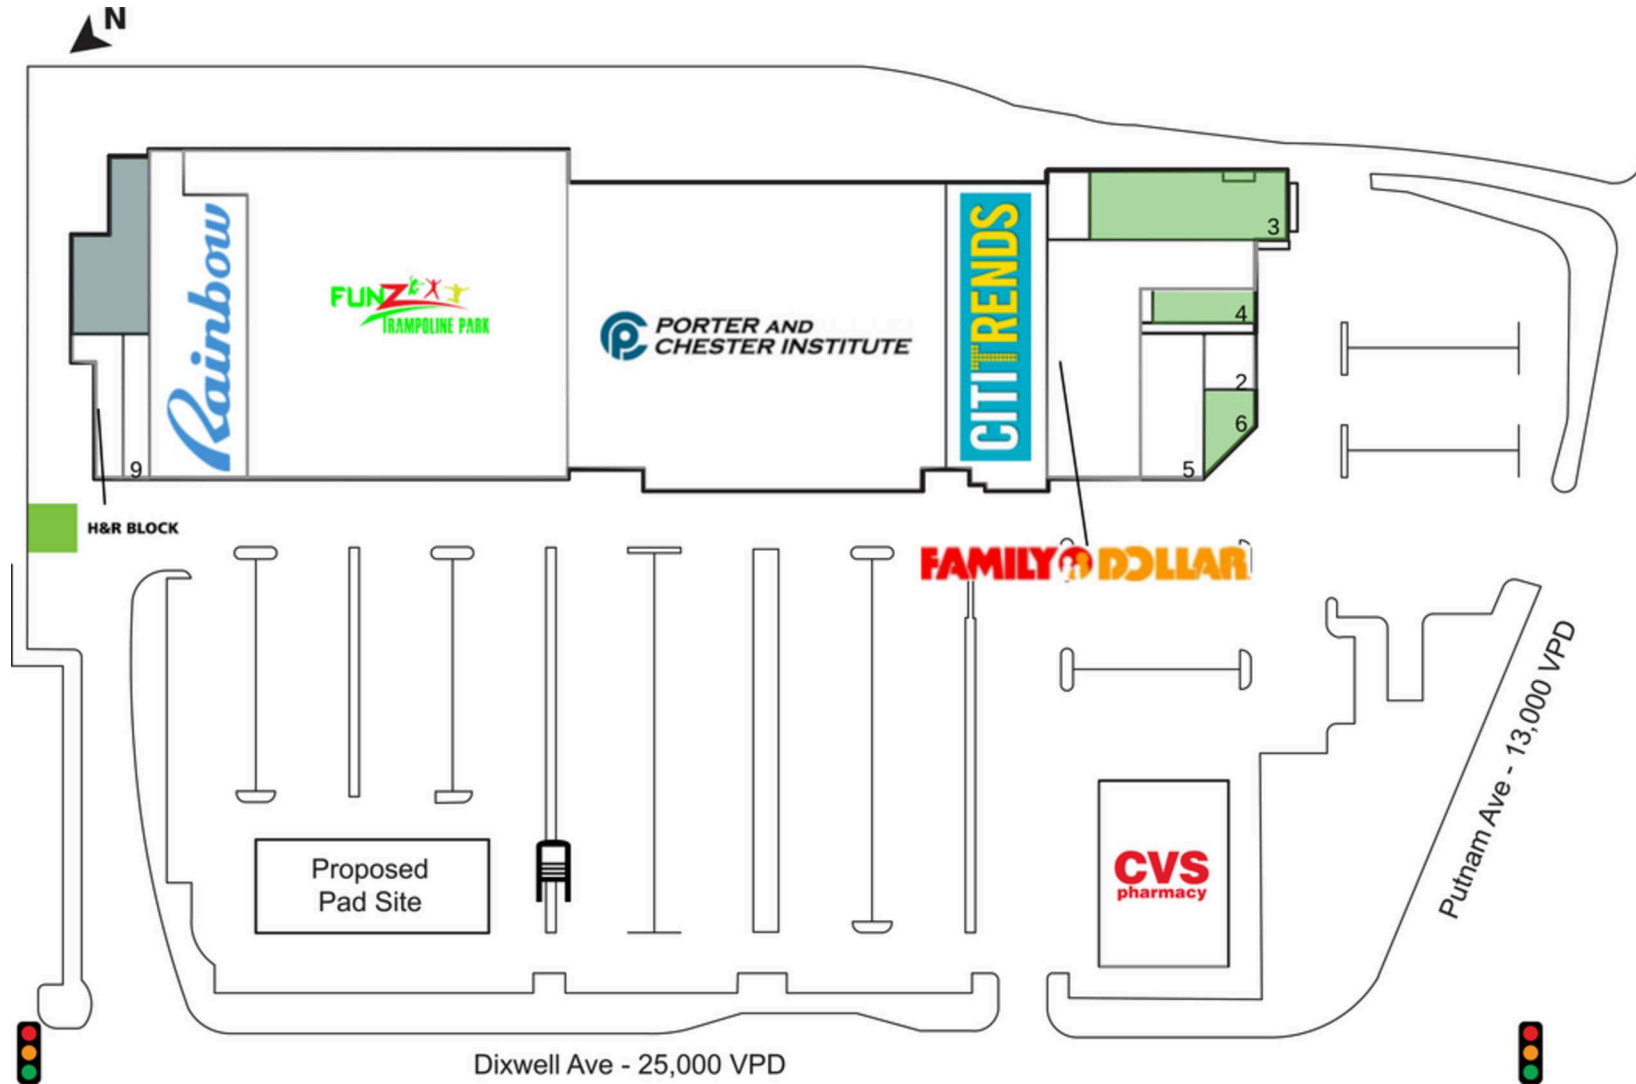 N
3
Rainbow
FUNZ
TRAMPOLINE PARK
PORTER AND
CHESTER INSTITUTE
CITITRENDS
4
2
6
9
5
H&R BLOCK
FAMILY DOLLAR
Proposed
Pad Site
CVS
pharmacy
Putnam Ave - 13,000 VPD
Dixwell Ave - 25,000 VPD